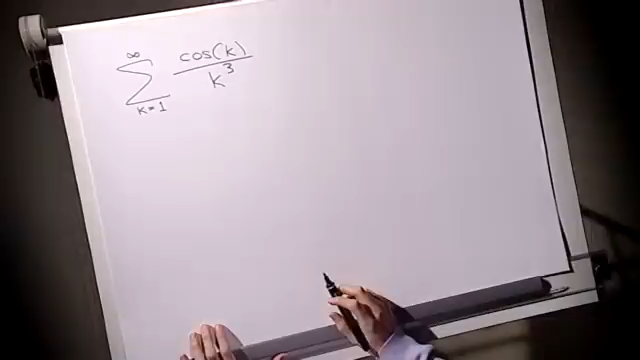 ∞
∑ cos(k)
k³
k=1